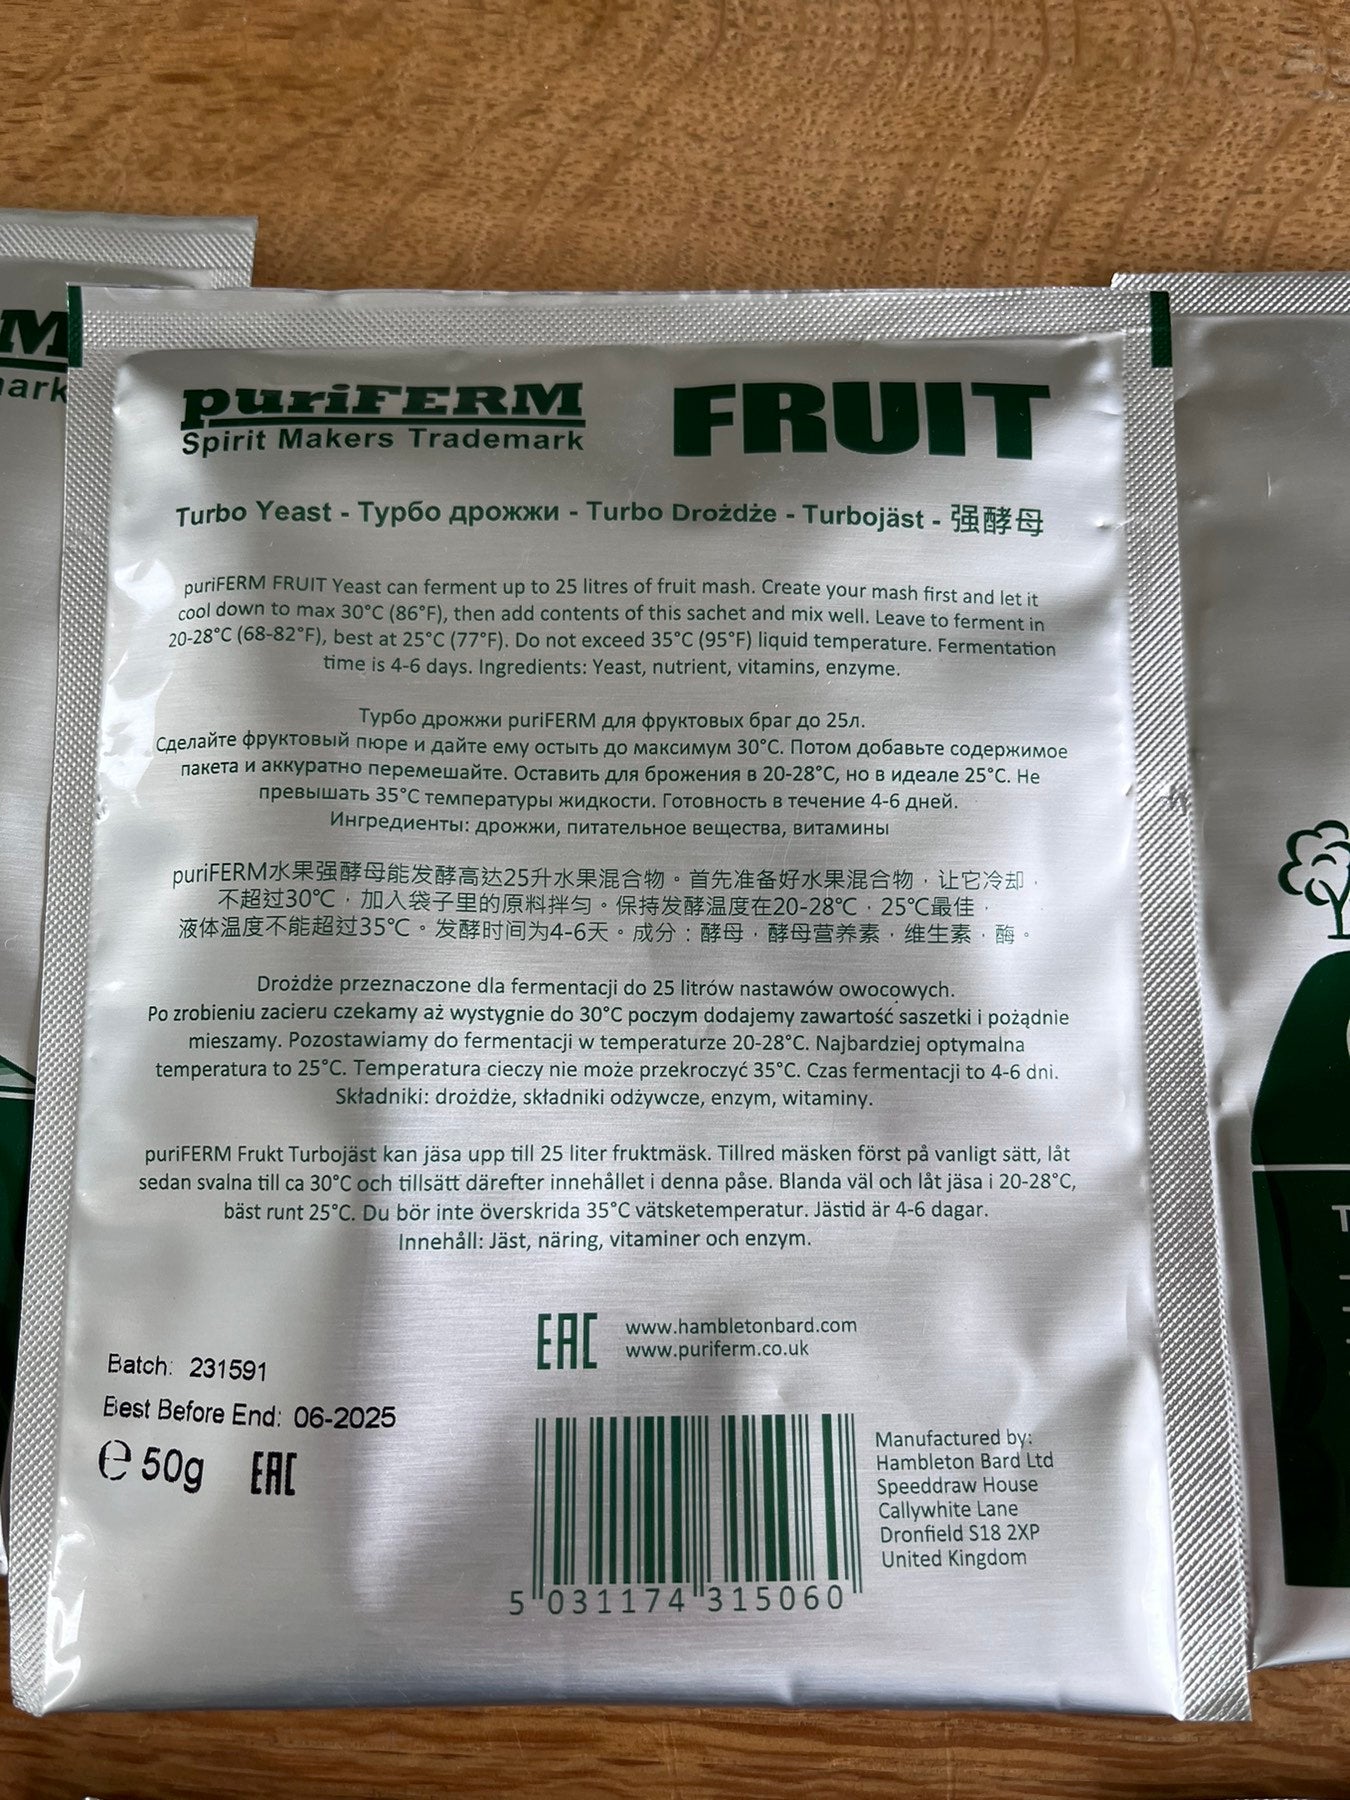 M
ark
puriFERM
Spirit Makers Trademark
FRUIT
Turbo Yeast - Турбо дрожжи - Turbo Drożdże - Turbojäst - 强酵母
puriFERM FRUIT Yeast can ferment up to 25 litres of fruit mash. Create your mash first and let it
cool down to max 30°C (86°F), then add contents of this sachet and mix well. Leave to ferment in
20-28°C (68-82°F), best at 25°C (77°F). Do not exceed 35°C (95°F) liquid temperature. Fermentation
time is 4-6 days. Ingredients: Yeast, nutrient, vitamins, enzyme.
Турбо дрожжи puriFERM для фруктовых браг до 25л.
Сделайте фруктовый пюре и дайте ему остыть до максимум 30°C. Потом добавьте содержимое
пакета и аккуратно перемешайте. Оставить для брожения в 20-28°C, но в идеале 25°C. Не
превышать 35°C температуры жидкости. Готовность в течение 4-6 дней.
Ингредиенты: дрожжи, питательное вещества, витамины
puriFERM水果强酵母能发酵高达25升水果混合物。首先准备好水果混合物，让它冷却，
不超过30℃，加入袋子里的原料拌匀。保持发酵温度在20-28℃，25℃最佳，
液体温度不能超过35℃。发酵时间为4-6天。成分：酵母，酵母营养素，维生素，酶。
Drożdże przeznaczone dla fermentacji do 25 litrów nastawów owocowych.
Po zrobieniu zacieru czekamy aż wystygnie do 30°C poczym dodajemy zawartość saszetki i pożądnie
mieszamy. Pozostawiamy do fermentacji w temperaturze 20-28°C. Najbardziej optymalna
temperatura to 25°C. Temperatura cieczy nie może przekroczyć 35°C. Czas fermentacji to 4-6 dni.
Składniki: drożdże, składniki odżywcze, enzym, witaminy.
puriFERM Frukt Turbojäst kan jäsa upp till 25 liter fruktmäsk. Tillred mäsken först på vanligt sätt, låt
sedan svalna till ca 30°C och tillsätt därefter innehållet i denna påse. Blanda väl och låt jäsa i 20-28°C,
bäst runt 25°C. Du bör inte överskrida 35°C vätsketemperatur. Jästid är 4-6 dagar.
Innehåll: Jäst, näring, vitaminer och enzym.
EAC
www.hambletonbard.com
www.puriferm.co.uk
Batch: 231591
Best Before End: 06-2025
℮ 50g EAC
Manufactured by:
Hambleton Bard Ltd
Speeddraw House
Callywhite Lane
Dronfield S18 2XP
United Kingdom
5 031174 315060
T